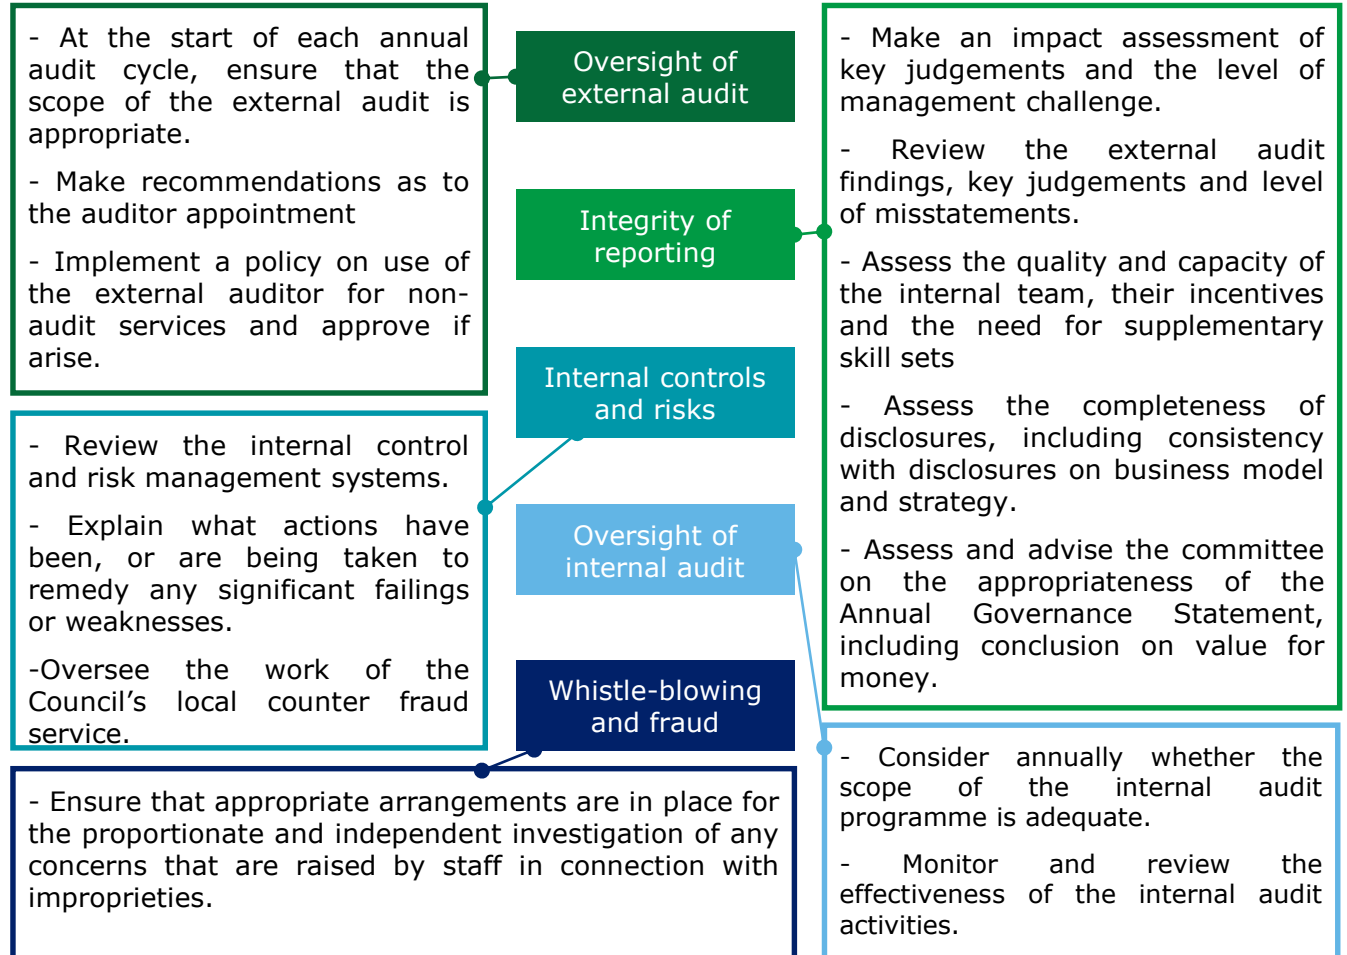 - At the start of each annual
audit cycle, ensure that the
scope of the external audit is
appropriate.
- Make recommendations as to
the auditor appointment
- Implement a policy on use of
the external auditor for non-
audit services and approve if
arise.
Oversight of
external audit
Integrity of
reporting
- Make an impact assessment of
key judgements and the level of
management challenge.
- Review the external audit
findings, key judgements and level
of misstatements.
- Assess the quality and capacity of
the internal team, their incentives
and the need for supplementary
skill sets
- Assess the completeness of
disclosures, including consistency
with disclosures on business model
and strategy.
- Assess and advise the committee
on the appropriateness of the
Annual Governance Statement,
including conclusion on value for
money.
Internal controls
and risks
- Review the internal control
and risk management systems.
- Explain what actions have
been, or are being taken to
remedy any significant failings
or weaknesses.
-Oversee the work of the
Council's local counter fraud
service.
Oversight of
internal audit
- Consider annually whether the
scope of the internal audit
programme is adequate.
- Monitor and review the
effectiveness of the internal audit
activities.
Whistle-blowing
and fraud
- Ensure that appropriate arrangements are in place for
the proportionate and independent investigation of any
concerns that are raised by staff in connection with
improprieties.